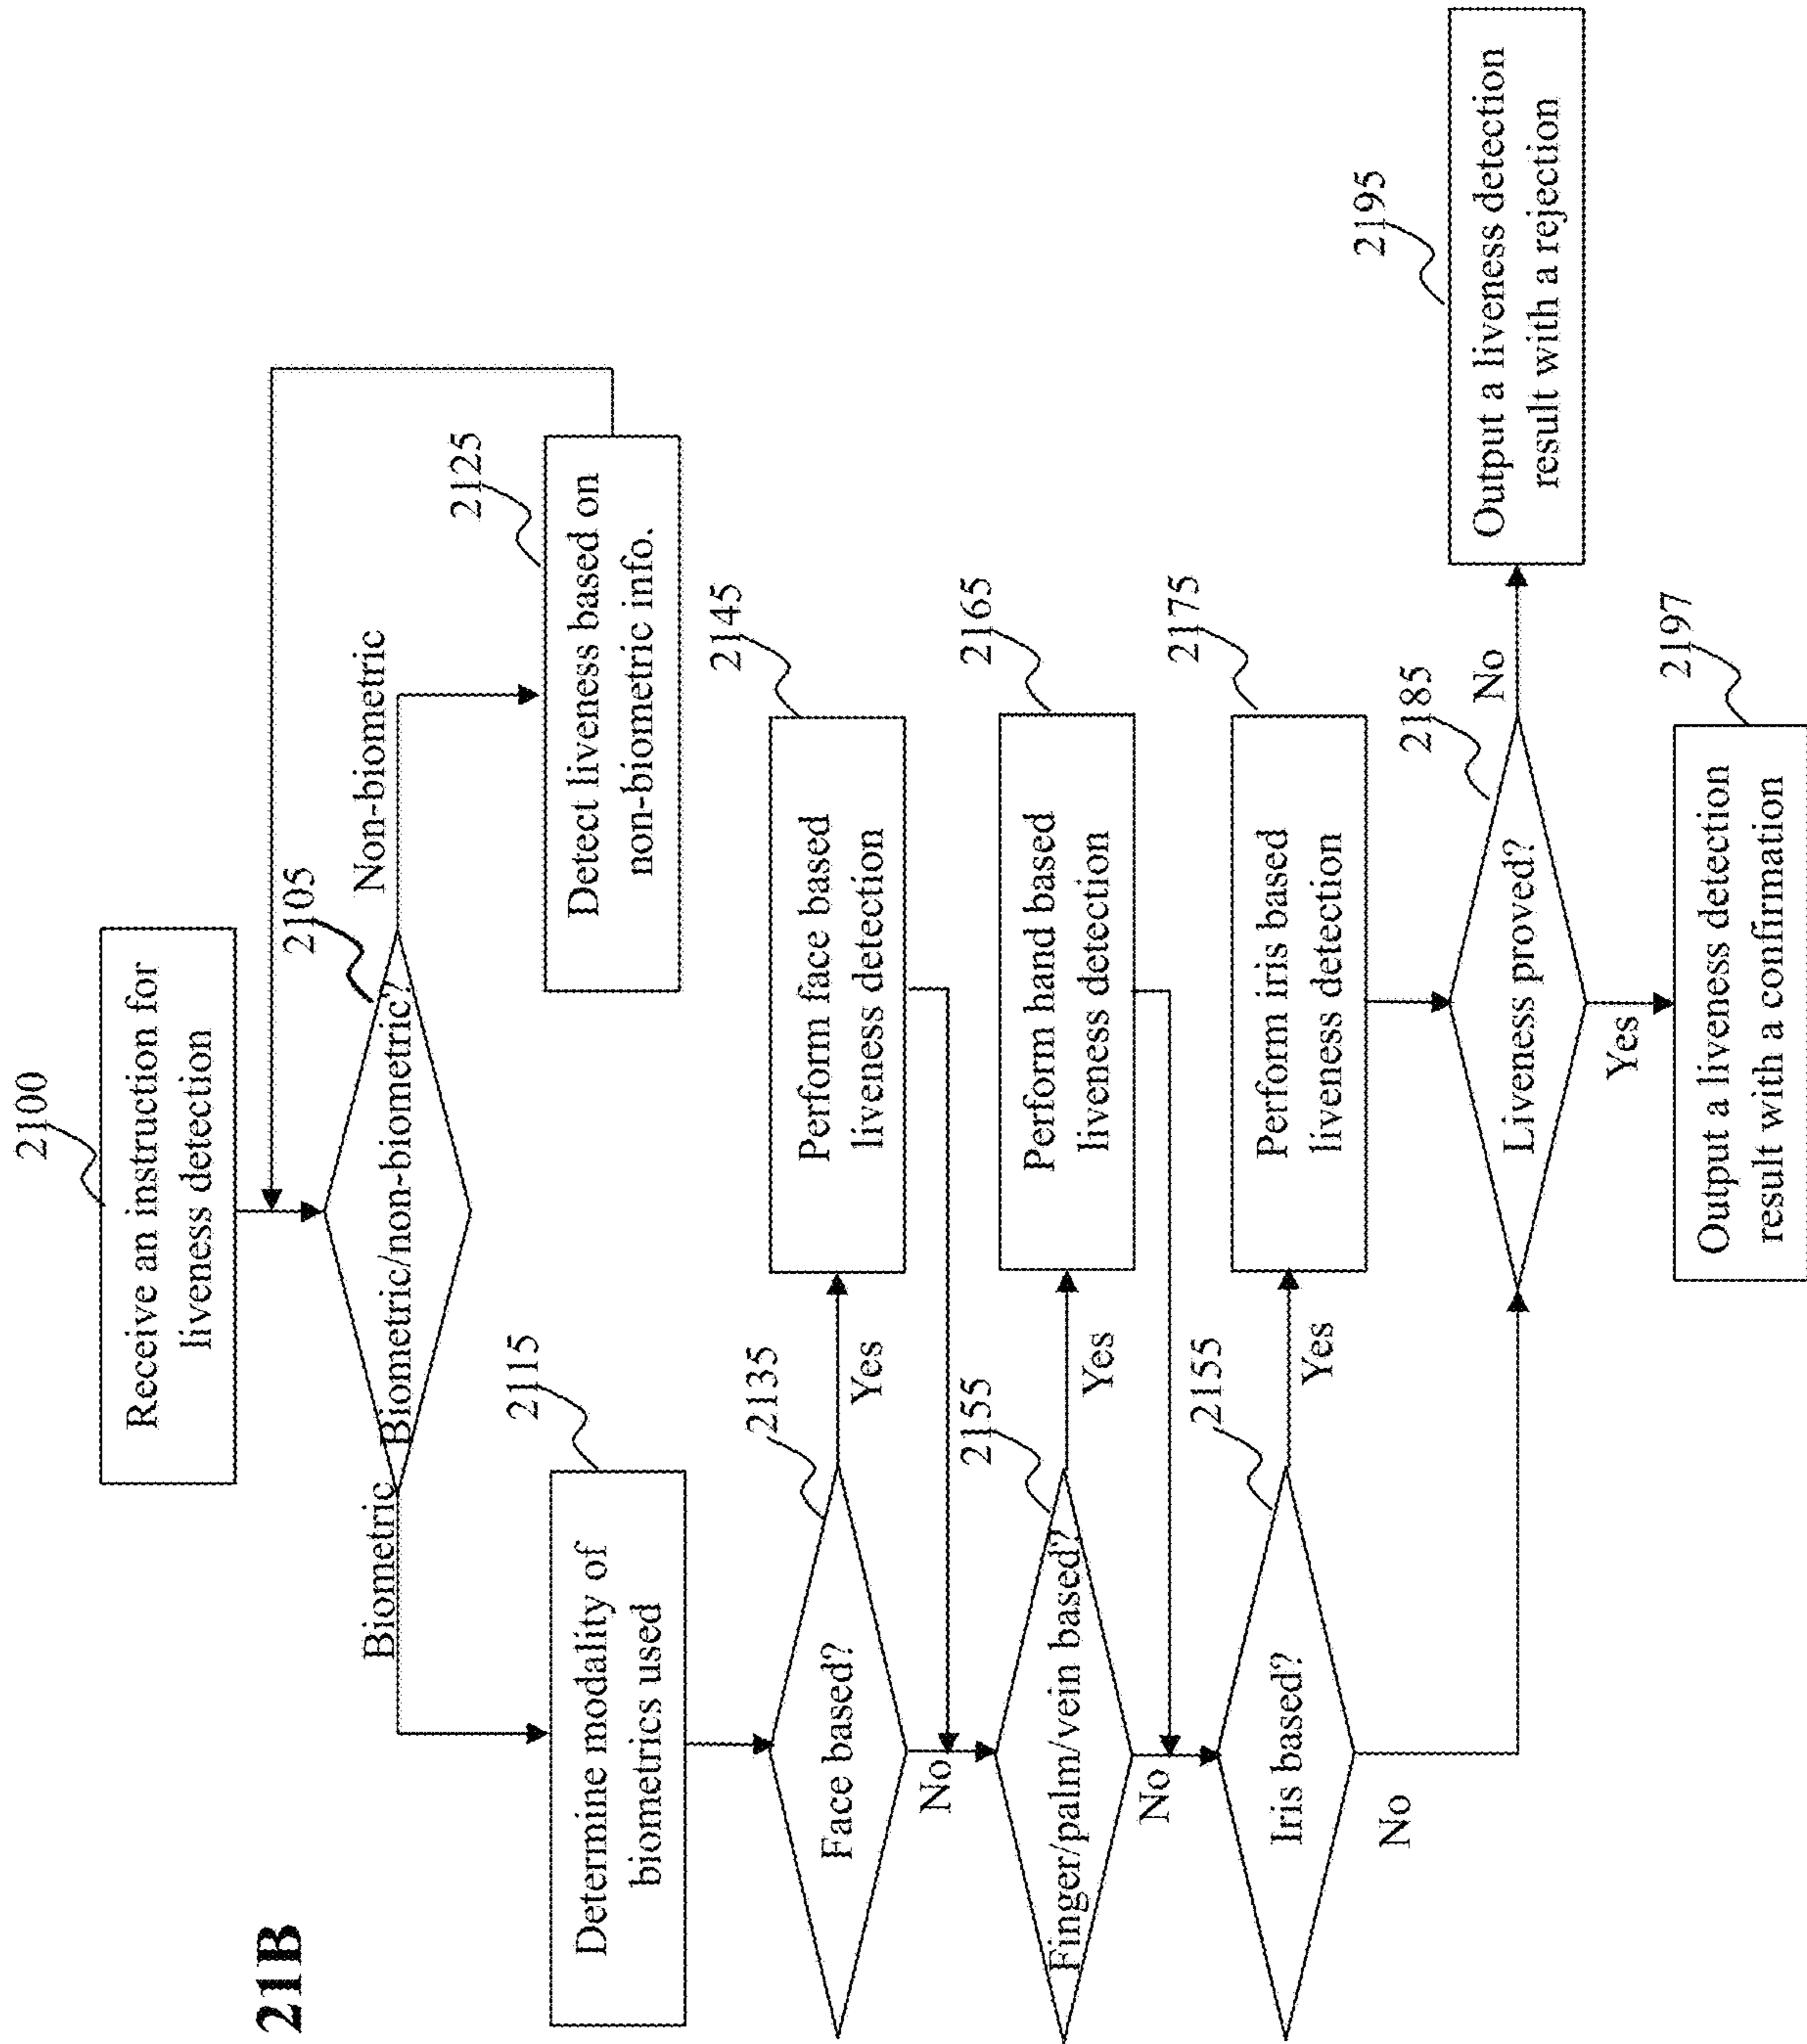 21B
2100
Receive an instruction for
liveness detection
2105
Biometric/non-biometric?
Biometric
Non-biometric
2115
Determine modality of
biometrics used
2125
Detect liveness based on
non-biometric info.
2135
Face based?
Yes
No
2145
Perform face based
liveness detection
2155
Finger/palm/vein based?
Yes
No
2165
Perform hand based
liveness detection
2155
Iris based?
Yes
No
2175
Perform iris based
liveness detection
2185
Liveness proved?
No
Yes
2195
Output a liveness detection
result with a rejection
2197
Output a liveness detection
result with a confirmation